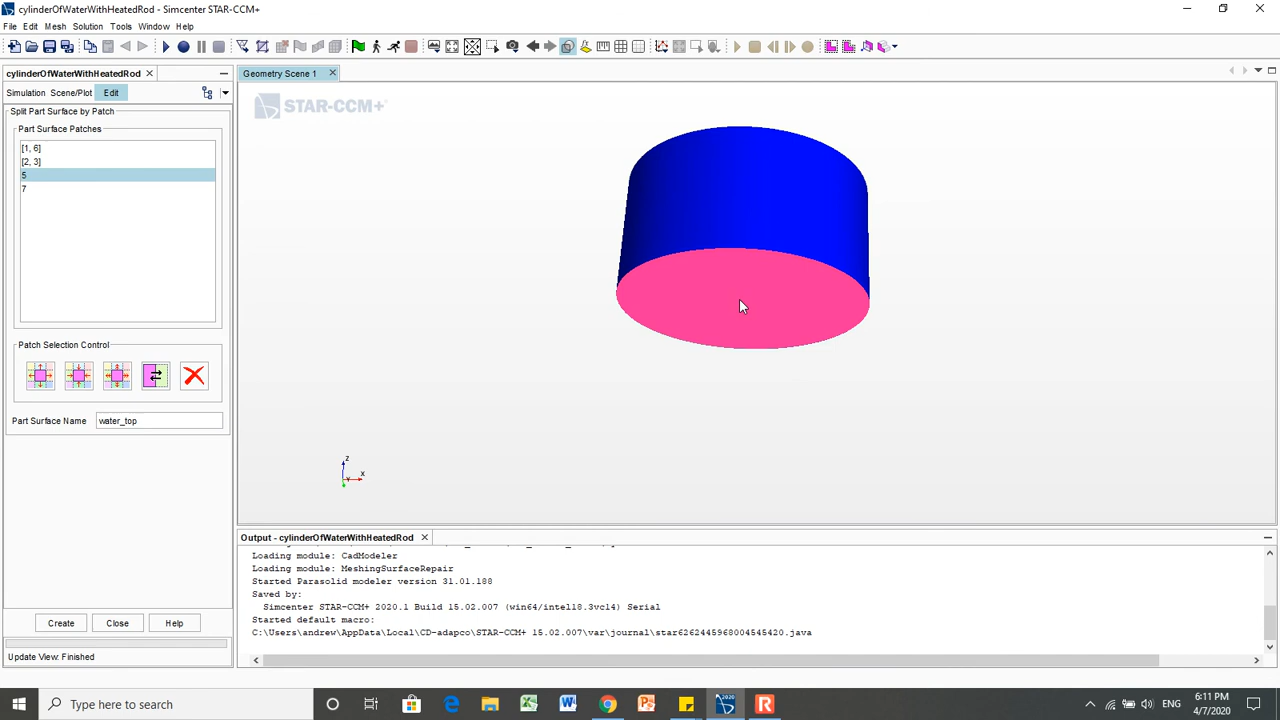 cylinderOfWaterWithHeatedRod - Simcenter STAR-CCM+
File Edit Mesh Solution Tools Window Help
cylinderOfWaterWithHeatedRod
Geometry Scene 1
Simulation Scene/Plot Edit
STAR-CCM+
Split Part Surface by Patch
Part Surface Patches
[1, 6]
[2, 3]
5
7
Patch Selection Control
Part Surface Name water_top
z
x
Y
Output - cylinderOfWaterWithHeatedRod
Loading module: CadModeler
Loading module: MeshingSurfaceRepair
Started Parasolid modeler version 31.01.188
Saved by:
Simcenter STAR-CCM+ 2020.1 Build 15.02.007 (win64/intel18.3vc14) Serial
Started default macro:
C:\Users\andrew\AppData\Local\CD-adapco\STAR-CCM+ 15.02.007\var\journal\star6262445968004545420.java
Create Close Help
Update View: Finished
Type here to search
ENG
6:11 PM
4/7/2020